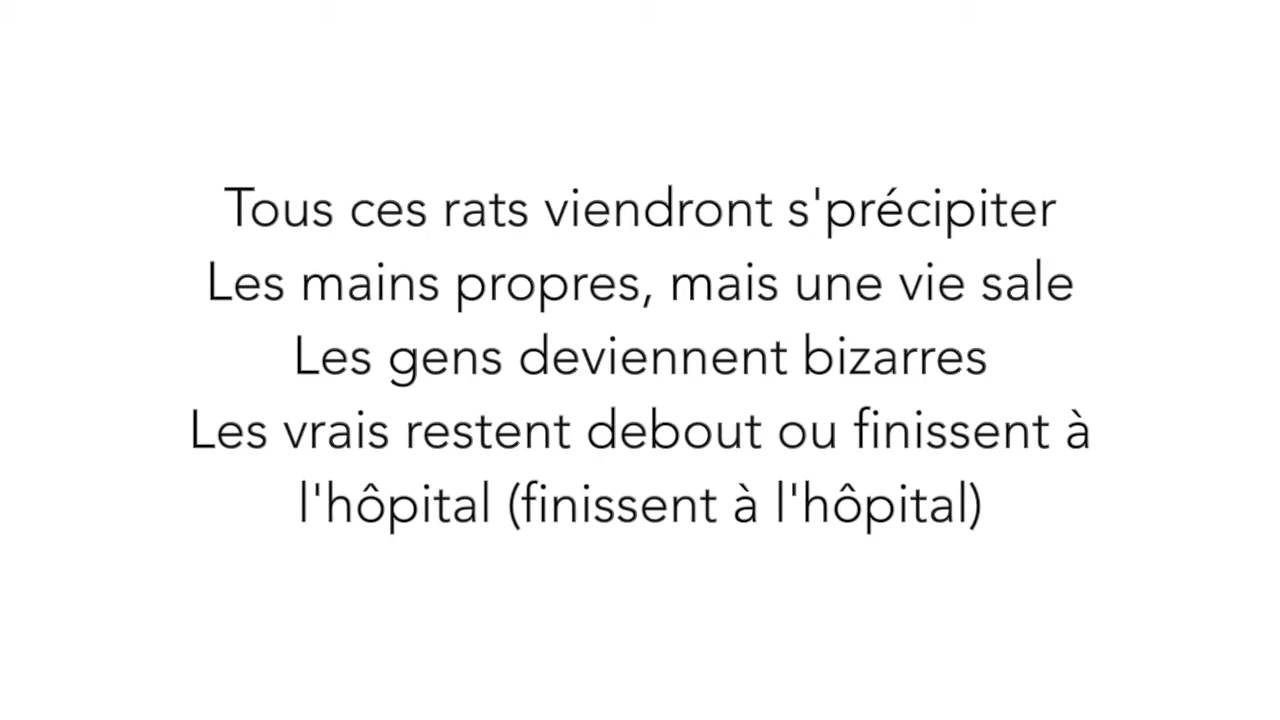 Tous ces rats viendront s'précipiter
Les mains propres, mais une vie sale
Les gens deviennent bizarres
Les vrais restent debout ou finissent à
l'hôpital (finissent à l'hôpital)